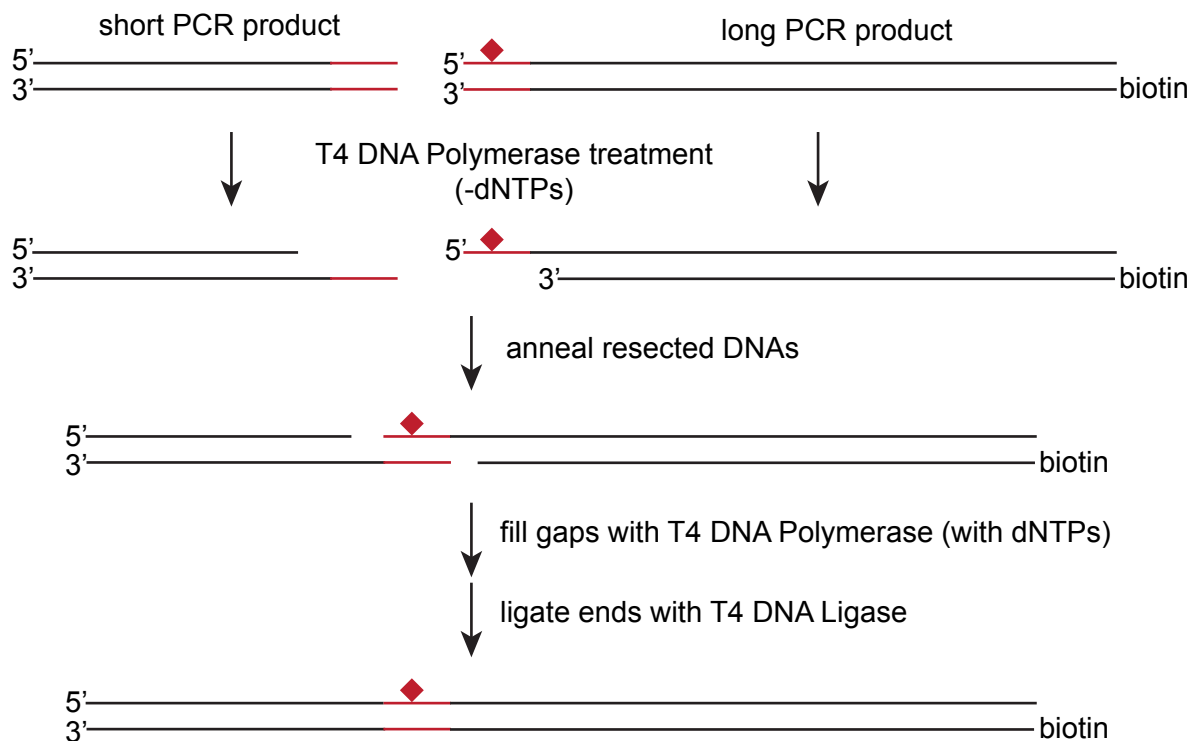 short PCR product
long PCR product
5’
5’
3’
3’
biotin
T4 DNA Polymerase treatment
(-dNTPs)
5’
5’
3’
3’
biotin
anneal resected DNAs
5’
3’
biotin
fill gaps with T4 DNA Polymerase (with dNTPs)
ligate ends with T4 DNA Ligase
5’
3’
biotin